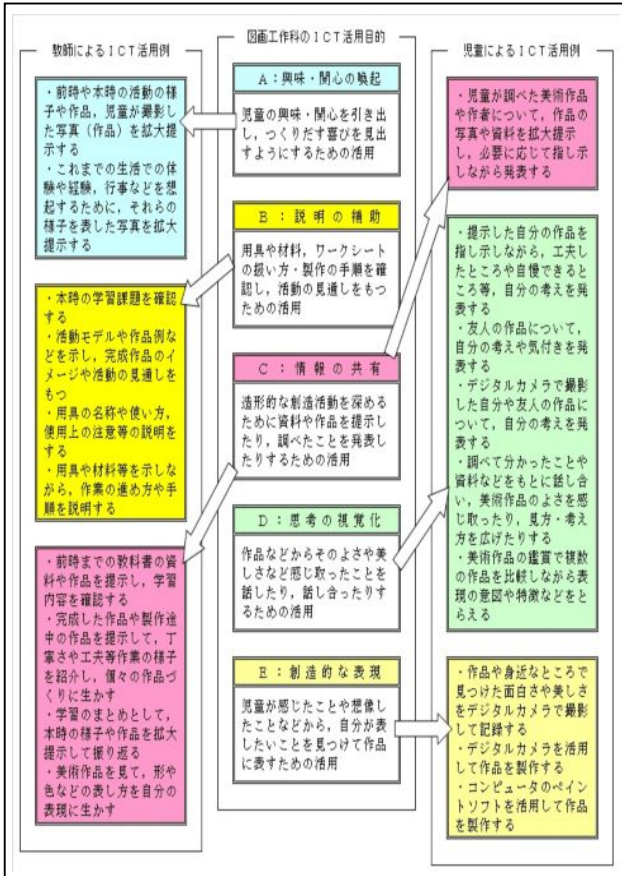 教師によるICT活用例
・前時や本時の活動の様
子や作品，児童が撮影し
た写真（作品）を拡大提
示する
・これまでの生活での体
験や経験，行事などを想
起するために，それらの
様子を表した写真を拡大
提示する
・本時の学習課題を確認
する
・活動モデルや作品例な
どを示し，完成作品のイ
メージや活動の見通しを
もつ
・用具の名称や使い方，
使用上の注意等の説明を
する
・用具や材料等を示しな
がら，作業の進め方や手
順を説明する
・前時までの教科書の資
料や作品を提示し，学習
内容を確認する
・完成した作品や製作途
中の作品を提示して，丁
寧さや工夫等作業の様子
を紹介し，個々の作品づ
くりに生かす
・学習のまとめとして，
本時の様子や作品を拡大
提示して振り返る
・美術作品を見て，形や
色などの表し方を自分の
表現に生かす
図画工作科のICT活用目的
A：興味・関心の喚起
児童の興味・関心を引き出
し，つくりだす喜びを見出
すようにするための活用
B：説明の補助
用具や材料，ワークシート
の扱い方・製作の手順を確
認し，活動の見通しをもつ
ための活用
C：情報の共有
造形的な創造活動を深める
ために資料や作品を提示し
たり，調べたことを発表し
たりするための活用
D：思考の視覚化
作品などからそのよさや美
しさなど感じ取ったことを
話したり，話し合ったりす
るための活用
E：創造的な表現
児童が感じたことや想像し
たことなどから，自分が表
したいことを見つけて作品
に表すための活用
児童によるICT活用例
・児童が調べた美術作品
や作者について，作品の
写真や資料を拡大提示
し，必要に応じて指し示
しながら発表する
・提示した自分の作品を
指し示しながら，工夫し
たところや自慢できると
ころ等，自分の考えを発
表する
・友人の作品について，
自分の考えや気付きを発
表する
・デジタルカメラで撮影
した自分や友人の作品に
ついて，自分の考えを発
表する
・調べて分かったことや
資料などをもとに話し合
い，美術作品のよさを感
じ取ったり，見方・考え
方を広げたりする
・美術作品の鑑賞で複数
の作品を比較しながら表
現の意図や特徴などをと
らえる
・作品や身近なところで
見つけた面白さや美しさ
をデジタルカメラで撮影
して記録する
・デジタルカメラを活用
して作品を製作する
・コンピュータのペイン
トソフトを活用して作品
を製作する